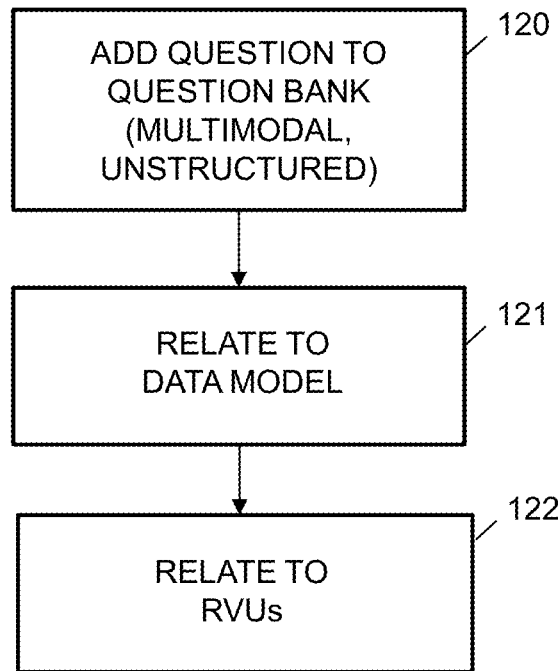 120
ADD QUESTION TO
QUESTION BANK
(MULTIMODAL,
UNSTRUCTURED)
121
RELATE TO
DATA MODEL
122
RELATE TO
RVUs